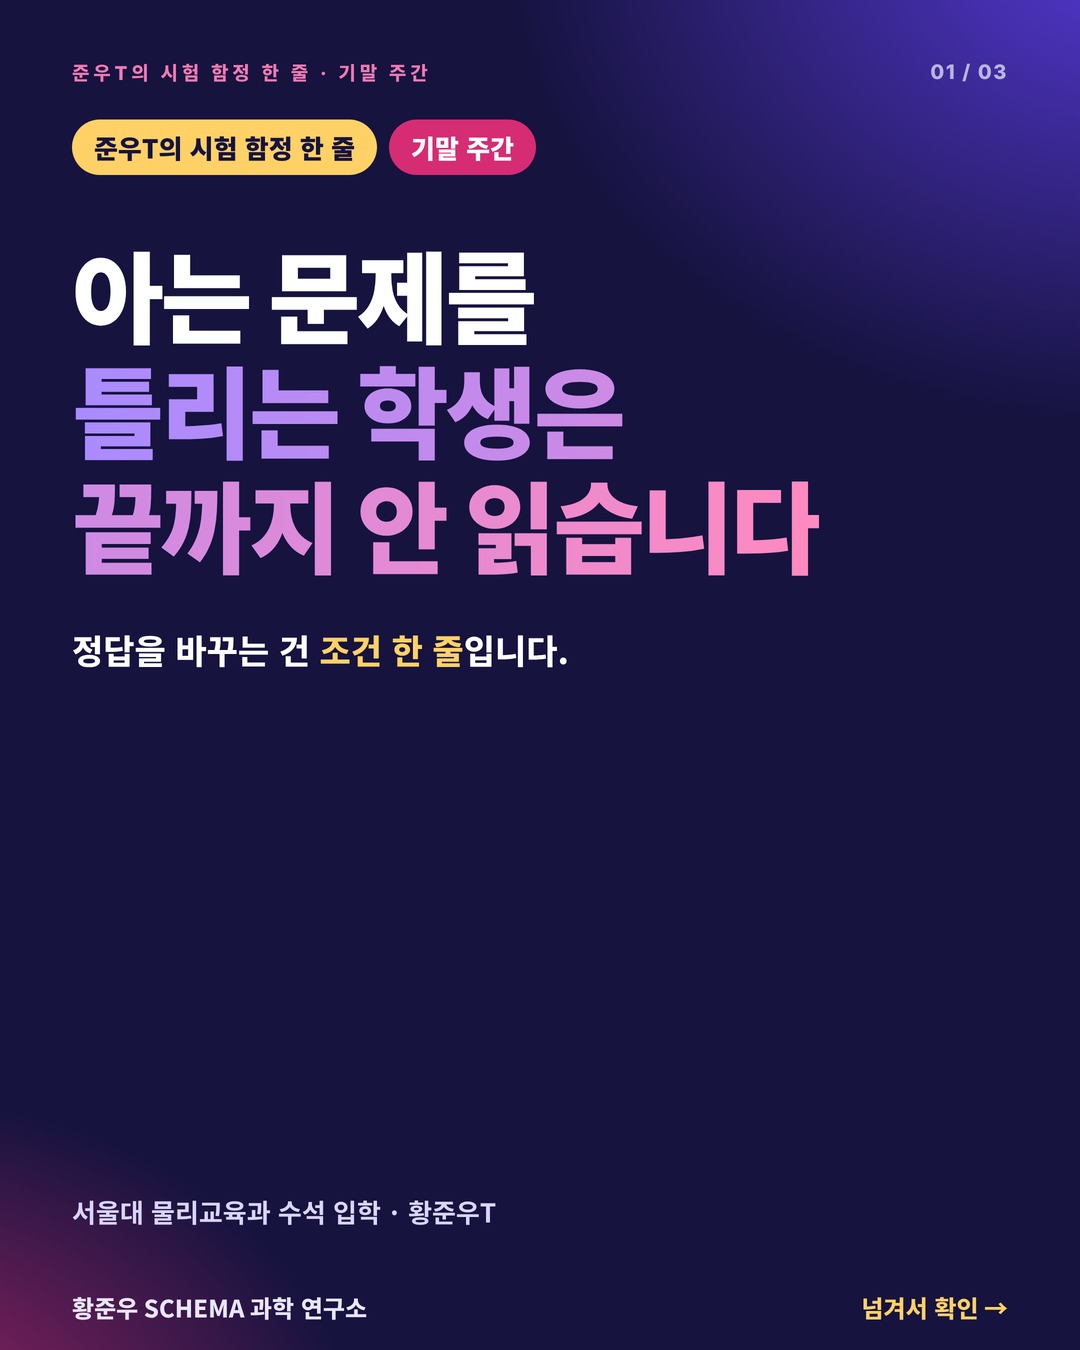 준우T의 시험 함정 한 줄 · 기말 주간
01 / 03
준우T의 시험 함정 한 줄
기말 주간
아는 문제를
틀리는 학생은
끝까지 안 읽습니다
정답을 바꾸는 건 조건 한 줄입니다.
서울대 물리교육과 수석 입학 · 황준우T
황준우 SCHEMA 과학 연구소
넘겨서 확인 →